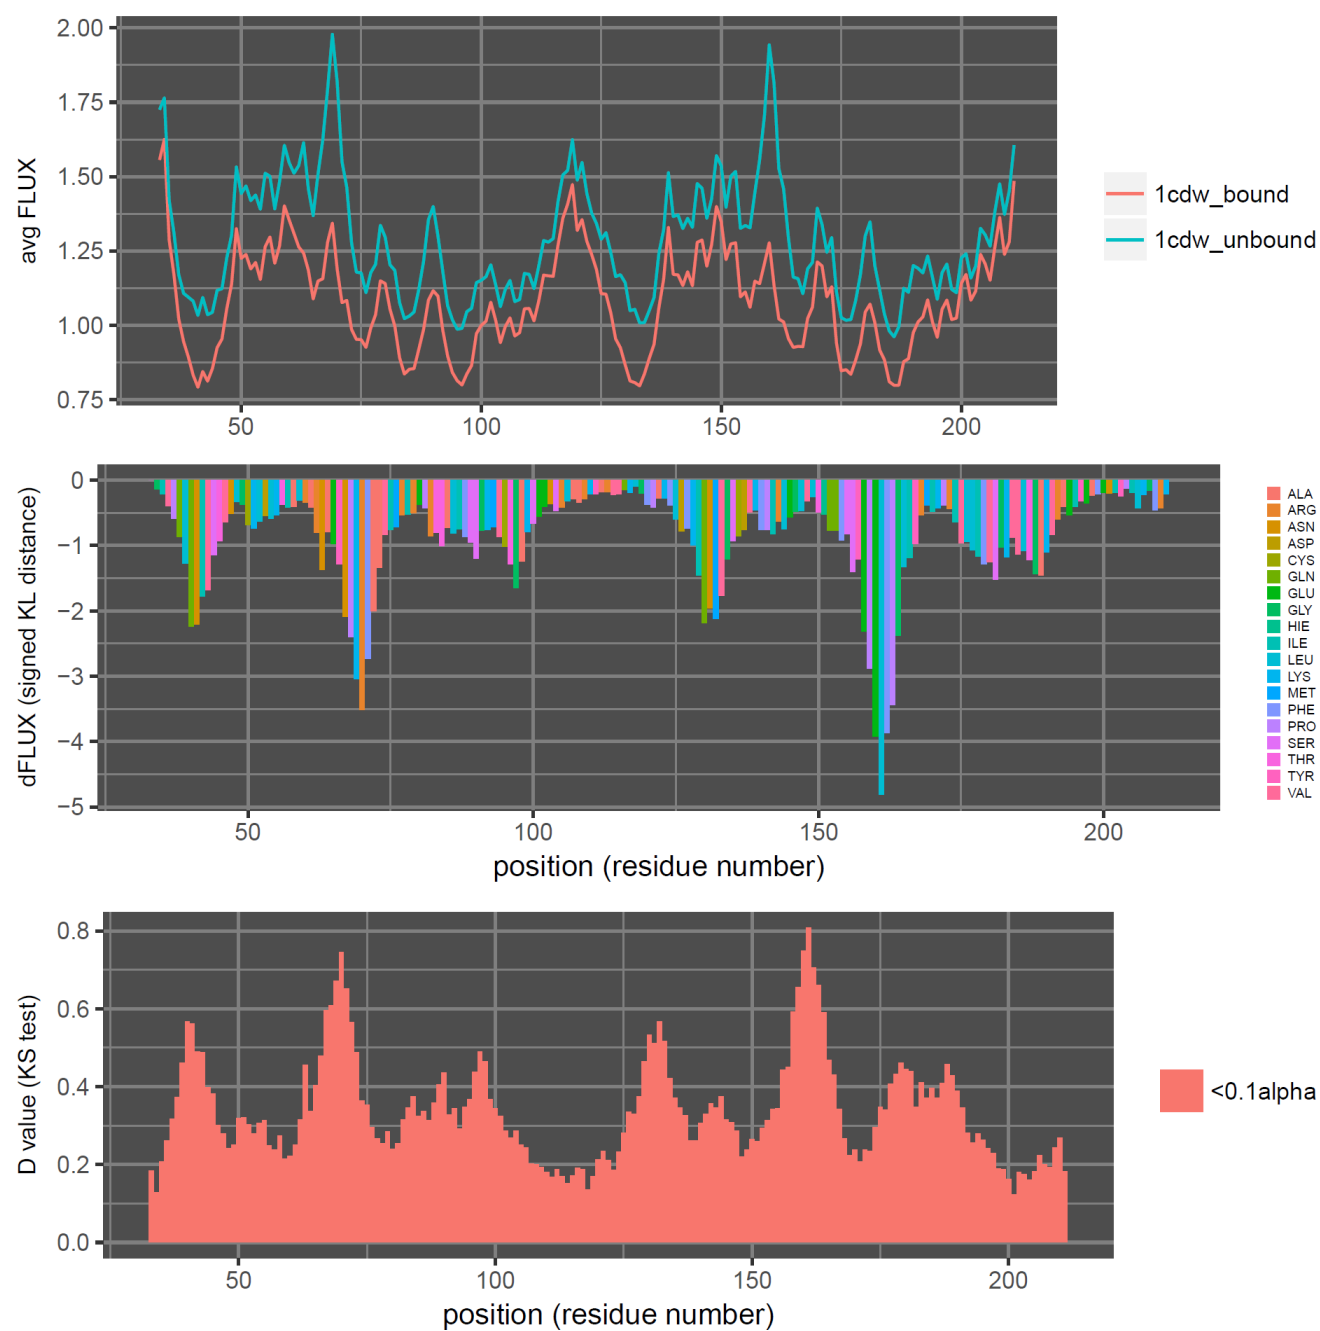 2.00
1.75
1.50
1.25
1.00
0.75
avg FLUX
50 100 150 200
1cdw_bound
1cdw_unbound
0
−1
−2
−3
−4
−5
dFLUX (signed KL distance)
50 100 150 200
position (residue number)
ALA
ARG
ASN
ASP
CYS
GLN
GLU
GLY
HIE
ILE
LEU
LYS
MET
PHE
PRO
SER
THR
TYR
VAL
0.8
0.6
0.4
0.2
0.0
D value (KS test)
50 100 150 200
position (residue number)
<0.1alpha